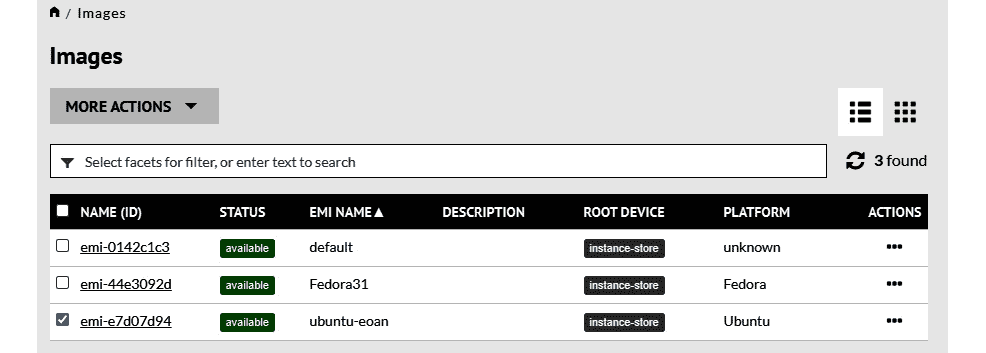 / Images
Images
MORE ACTIONS
Select facets for filter, or enter text to search
3 found
NAME (ID) STATUS EMI NAME▲ DESCRIPTION ROOT DEVICE PLATFORM ACTIONS
emi-0142c1c3 available default instance-store unknown •••
emi-44e3092d available Fedora31 instance-store Fedora •••
emi-e7d07d94 available ubuntu-eoan instance-store Ubuntu •••